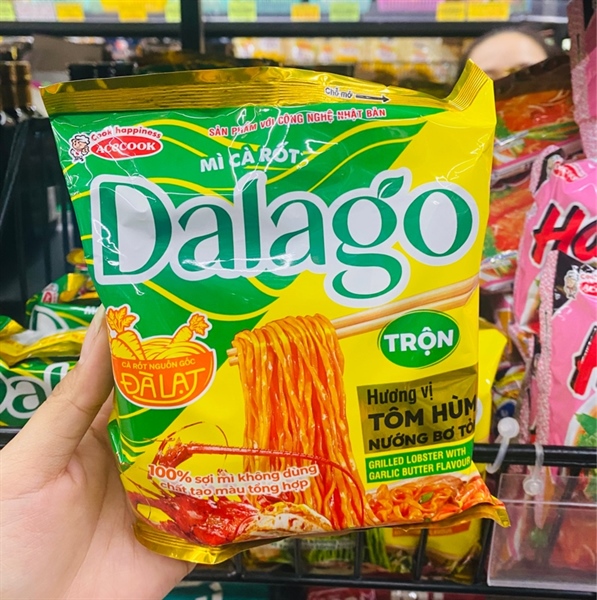 Chỗ mở
SẢN PHẨM VỚI CÔNG NGHỆ NHẬT BẢN
Cook happiness
ACECOOK
MÌ CÀ RỐT
Dalago
TRỘN
CÀ RỐT NGUỒN GỐC
ĐÀ LẠT
Hương vị
TÔM HÙM
NƯỚNG BƠ TỎI
GRILLED LOBSTER WITH
GARLIC BUTTER FLAVOUR
100% sợi mì không dùng
chất tạo màu tổng hợp